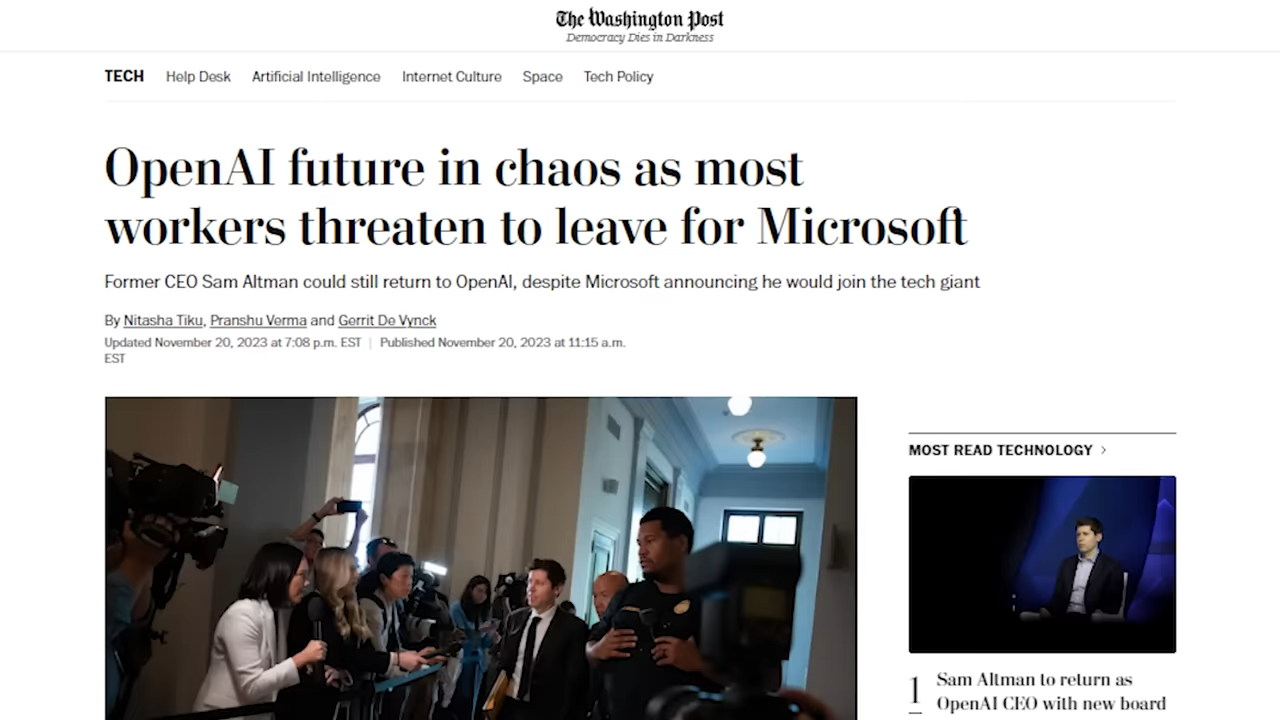 The Washington Post
Democracy Dies in Darkness
TECH Help Desk Artificial Intelligence Internet Culture Space Tech Policy
OpenAI future in chaos as most
workers threaten to leave for Microsoft
Former CEO Sam Altman could still return to OpenAI, despite Microsoft announcing he would join the tech giant
By Nitasha Tiku, Pranshu Verma and Gerrit De Vynck
Updated November 20, 2023 at 7:08 p.m. EST | Published November 20, 2023 at 11:15 a.m.
EST
MOST READ TECHNOLOGY >
1 Sam Altman to return as
OpenAI CEO with new board